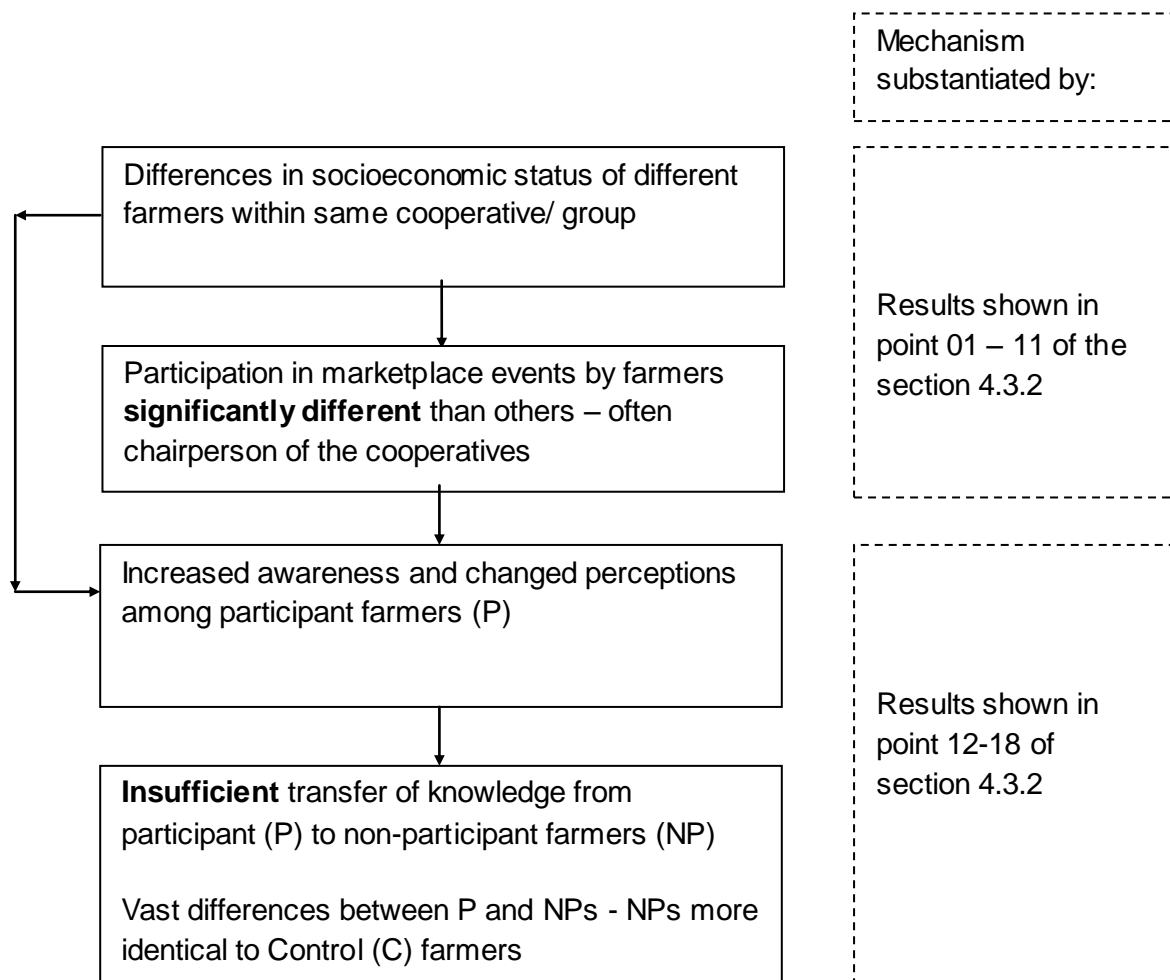 Mechanism
substantiated by:
Differences in socioeconomic status of different
farmers within same cooperative/ group
Participation in marketplace events by farmers
significantly different than others – often
chairperson of the cooperatives
Results shown in
point 01 – 11 of the
section 4.3.2
Increased awareness and changed perceptions
among participant farmers (P)
Insufficient transfer of knowledge from
participant (P) to non-participant farmers (NP)
Vast differences between P and NPs - NPs more
identical to Control (C) farmers
Results shown in
point 12-18 of
section 4.3.2